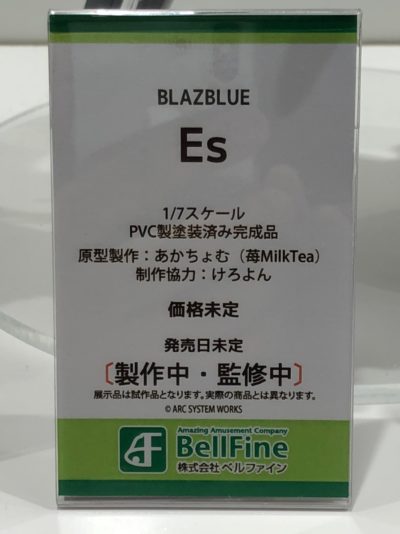 BLAZBLUE
Es
1/7スケール
PVC製塗装済み完成品
原型製作：あかちょむ（苺MilkTea）
制作協力：けろよん
価格未定
発売日未定
〔製作中・監修中〕
展示品は試作品となります。実際の商品とは異なります。
© ARC SYSTEM WORKS
Amazing Amusement Company
BellFine
株式会社 ベルファイン